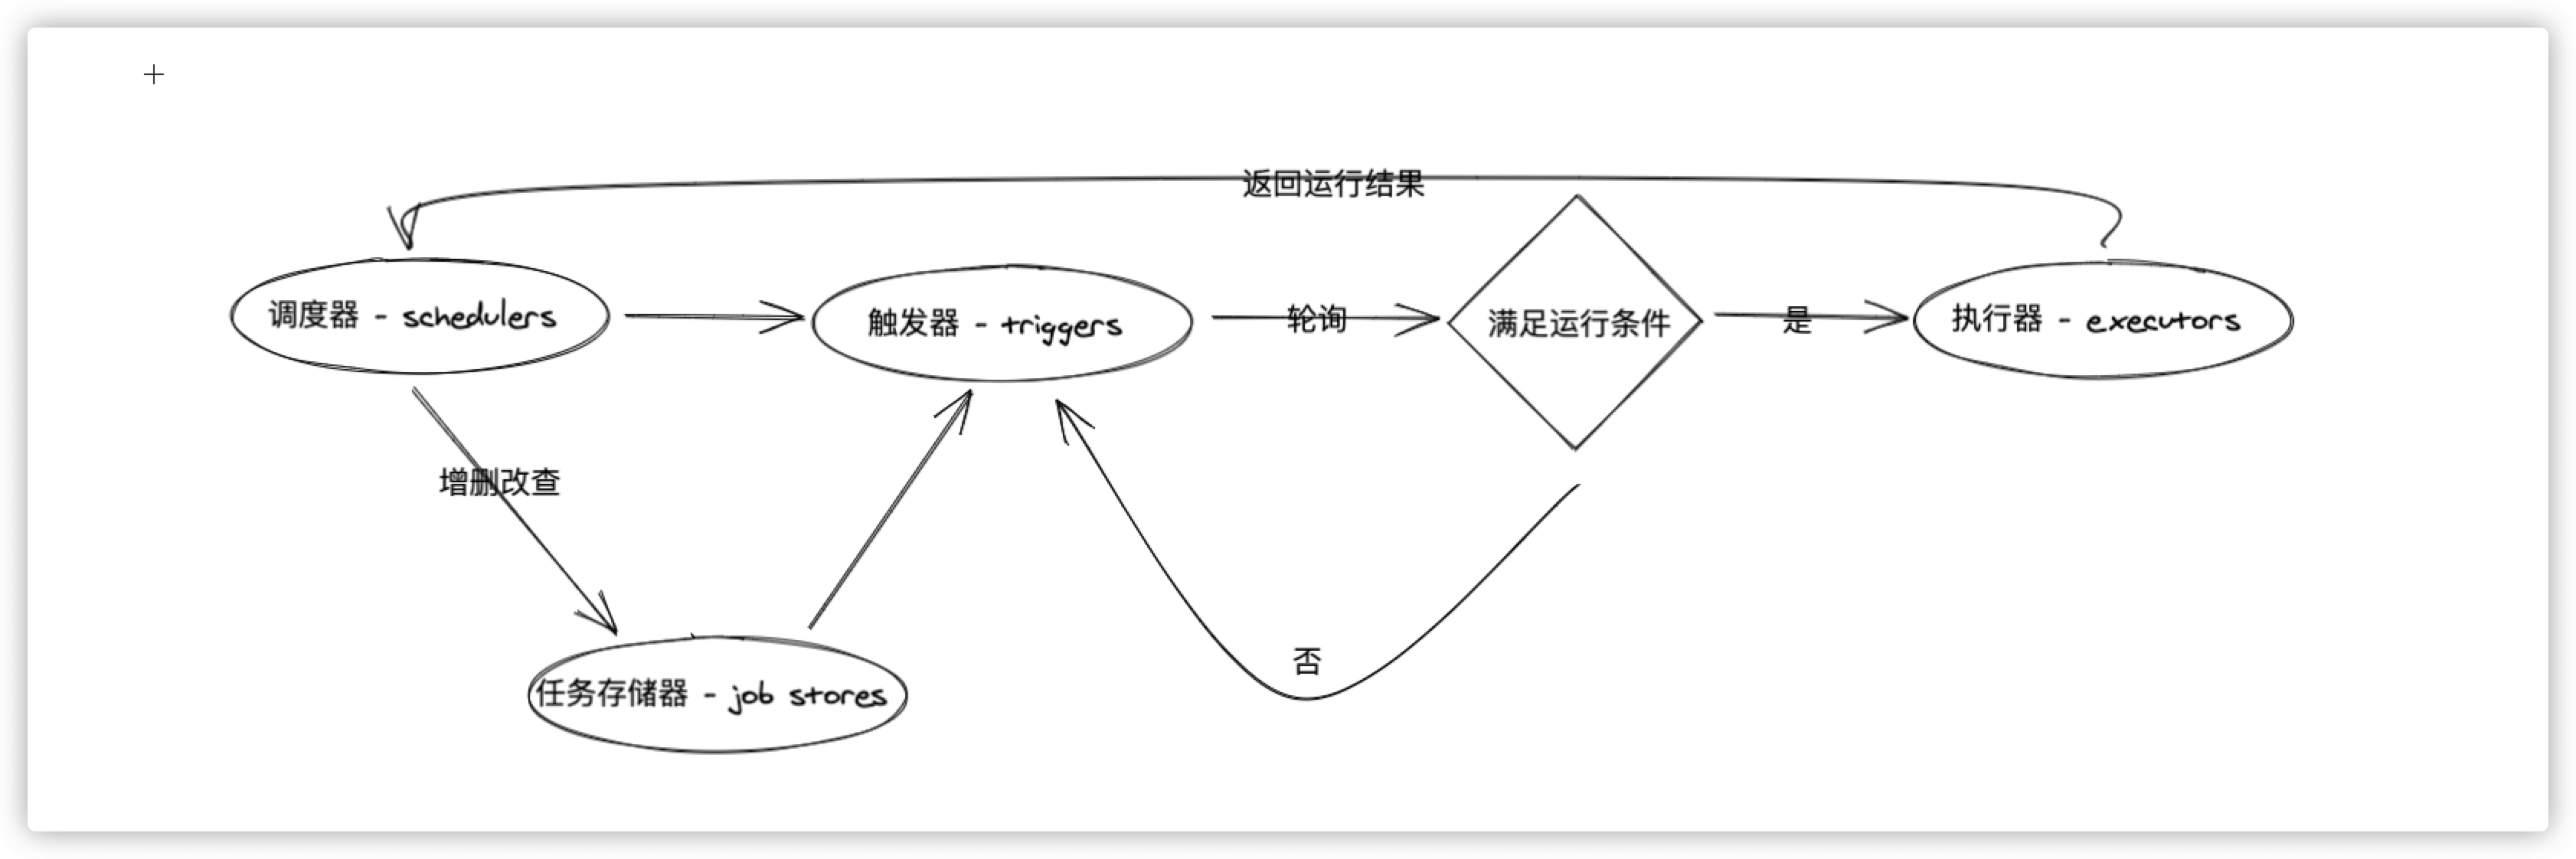 返回运行结果
调度器 - schedulers
触发器 - triggers
轮询
满足运行条件
是
执行器 - executors
增删改查
否
任务存储器 - job stores